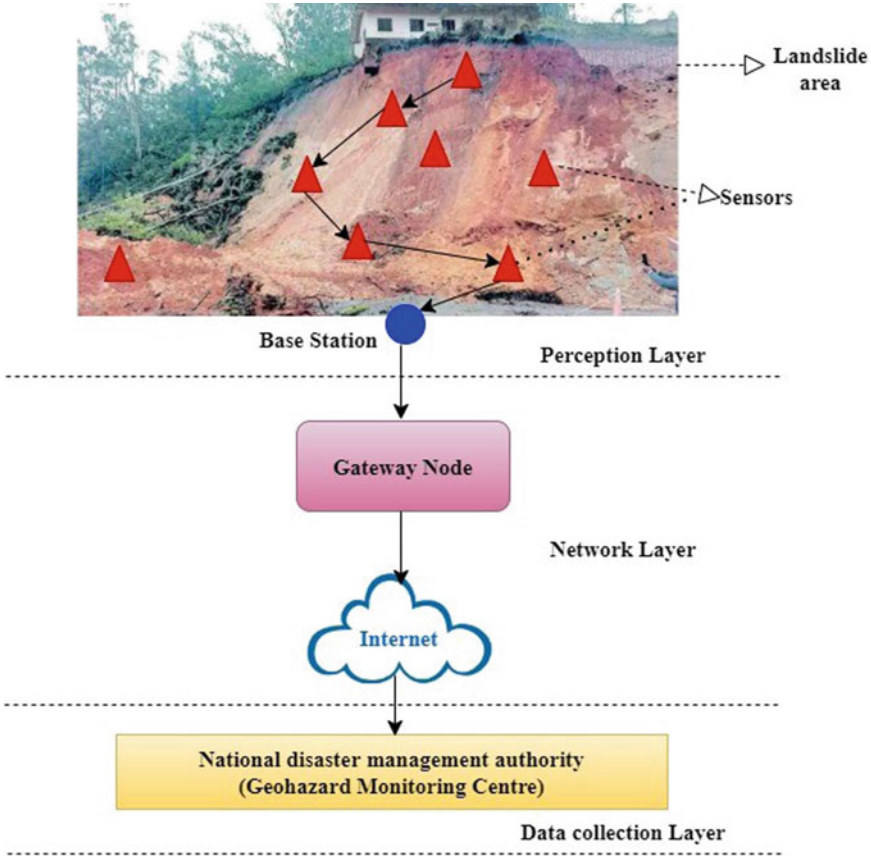 Landslide
area
Sensors
Base Station
Perception Layer
Gateway Node
Network Layer
Internet
National disaster management authority
(Geohazard Monitoring Centre)
Data collection Layer